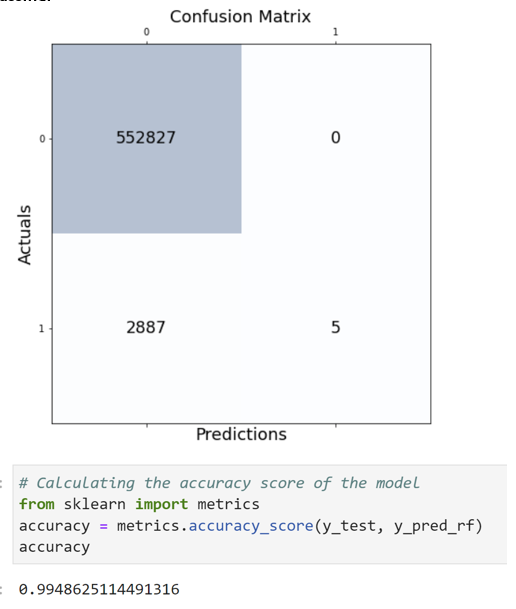 Confusion Matrix
0 1
0 552827 0
Actuals
1 2887 5
Predictions
# Calculating the accuracy score of the model
from sklearn import metrics
accuracy = metrics.accuracy_score(y_test, y_pred_rf)
accuracy
0.9948625114491316